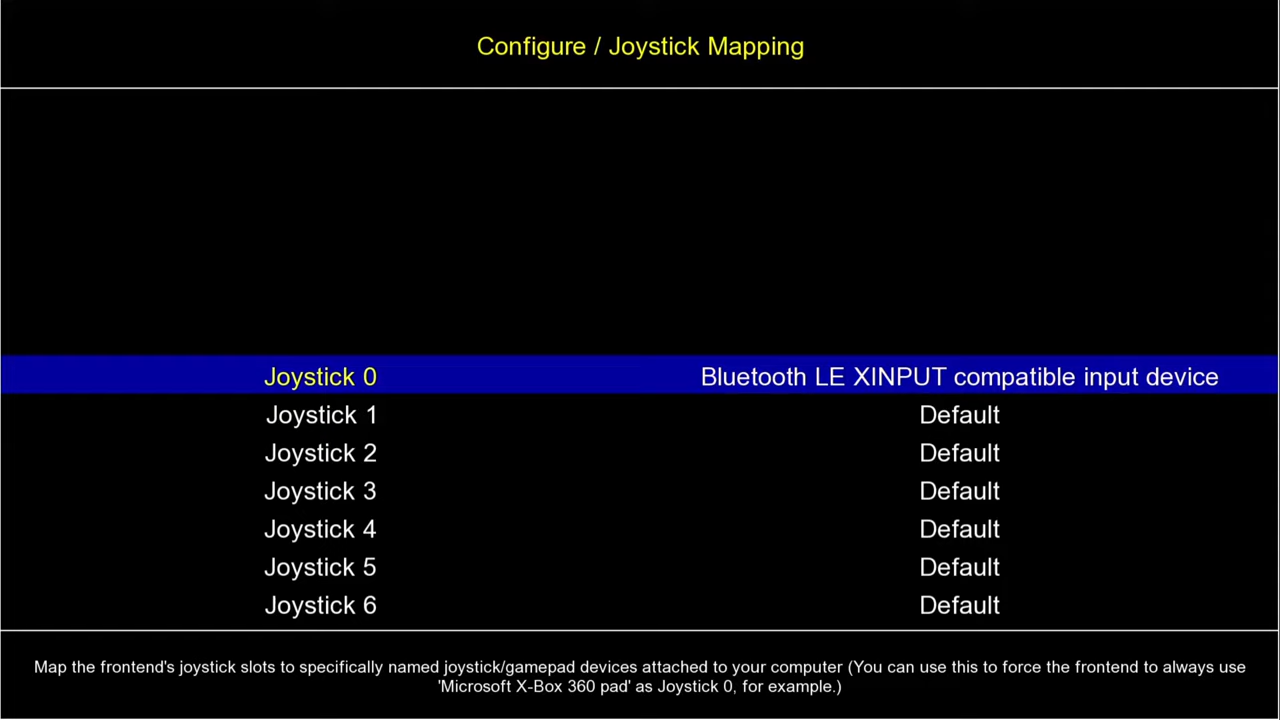 Configure / Joystick Mapping
Joystick 0 Bluetooth LE XINPUT compatible input device
Joystick 1 Default
Joystick 2 Default
Joystick 3 Default
Joystick 4 Default
Joystick 5 Default
Joystick 6 Default
Map the frontend's joystick slots to specifically named joystick/gamepad devices attached to your computer (You can use this to force the frontend to always use
'Microsoft X-Box 360 pad' as Joystick 0, for example.)